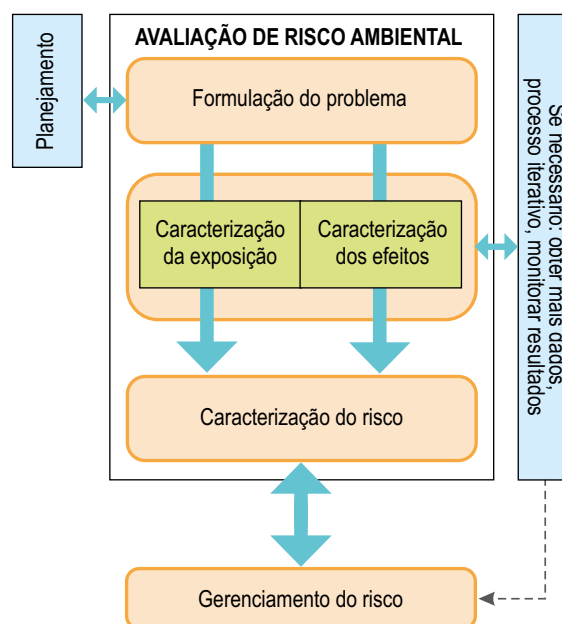 AVALIAÇÃO DE RISCO AMBIENTAL
Planejamento
Formulação do problema
Caracterização
da exposição
Caracterização
dos efeitos
Se necessário: obter mais dados,
processo iterativo, monitorar resultados
Caracterização do risco
Gerenciamento do risco